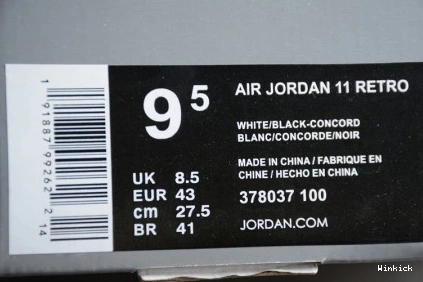 1 91887 99262 2 14
9 5
AIR JORDAN 11 RETRO
WHITE/BLACK-CONCORD
BLANC/CONCORDE/NOIR
MADE IN CHINA / FABRIQUE EN
CHINE / HECHO EN CHINA
UK 8.5
EUR 43
cm 27.5
BR 41
378037 100
JORDAN.COM
Winkick